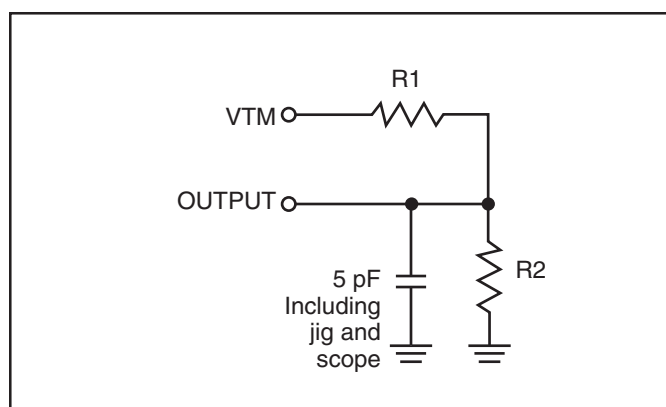 R1
VTM
OUTPUT
R2
5 pF
Including
jig and
scope